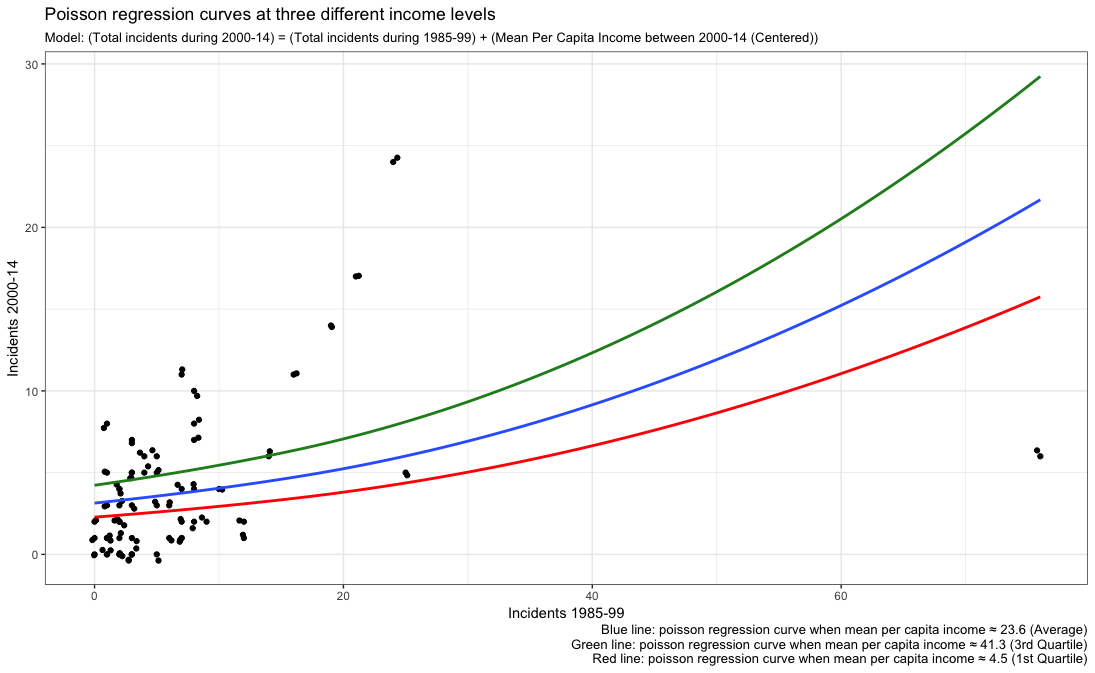 Poisson regression curves at three different income levels
Model: (Total incidents during 2000-14) = (Total incidents during 1985-99) + (Mean Per Capita Income between 2000-14 (Centered))
30
20
10
0
Incidents 2000-14
0 20 40 60
Incidents 1985-99
Blue line: poisson regression curve when mean per capita income ≈ 23.6 (Average)
Green line: poisson regression curve when mean per capita income ≈ 41.3 (3rd Quartile)
Red line: poisson regression curve when mean per capita income ≈ 4.5 (1st Quartile)